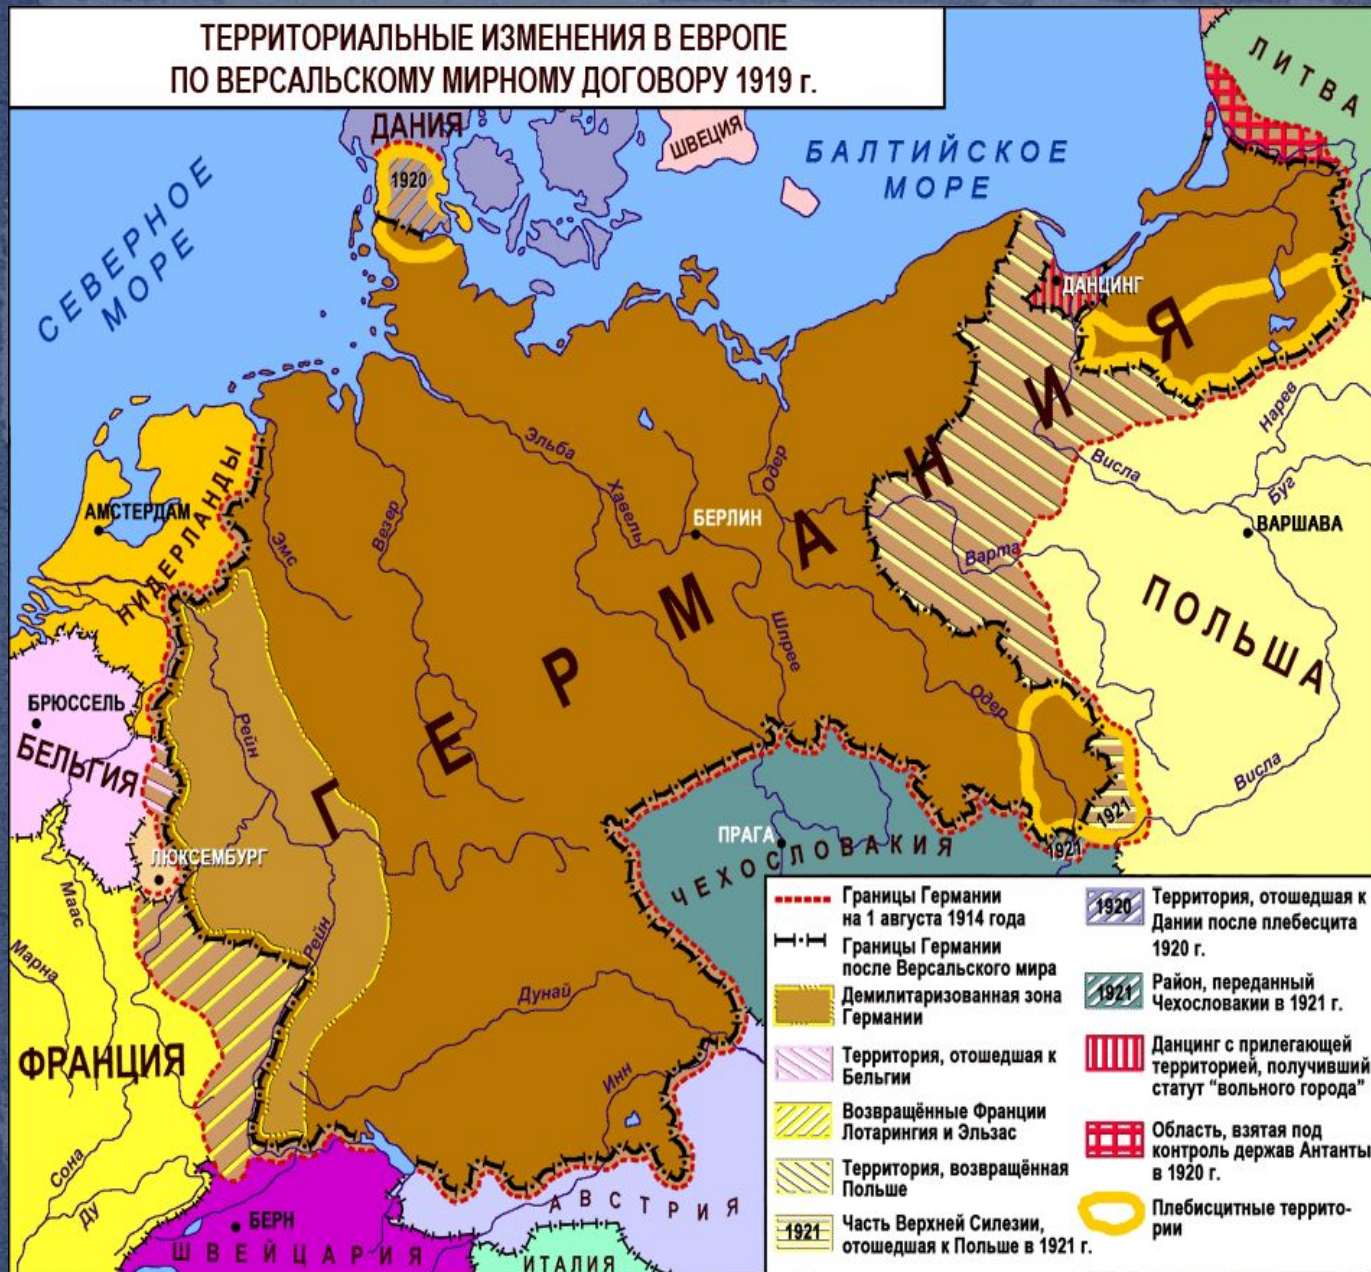 ТЕРРИТОРИАЛЬНЫЕ ИЗМЕНЕНИЯ В ЕВРОПЕ
ПО ВЕРСАЛЬСКОМУ МИРНОМУ ДОГОВОРУ 1919 г.
ЛИТВА
ДАНИЯ
ШВЕЦИЯ
БАЛТИЙСКОЕ
МОРЕ
1920
СЕВЕРНОЕ
МОРЕ
ДАНЦИНГ
ГЕРМАНИЯ
Нарев
Висла
Буг
ВАРШАВА
Эльба
Одер
Хавель
Везер
БЕРЛИН
АМСТЕРДАМ
НИДЕРЛАНДЫ
Эмс
Варта
ПОЛЬША
Шпрее
Одер
БРЮССЕЛЬ
БЕЛЬГИЯ
Рейн
Висла
1921
1921
ПРАГА
ЧЕХОСЛОВАКИЯ
ЛЮКСЕМБУРГ
Маас
Марна
Рейн
Дунай
ФРАНЦИЯ
Инн
Сона
Ду
АВСТРИЯ
БЕРН
ШВЕЙЦАРИЯ
ИТАЛИЯ
Границы Германии
на 1 августа 1914 года
Границы Германии
после Версальского мира
Демилитаризованная зона
Германии
Территория, отошедшая к
Бельгии
Возвращённые Франции
Лотарингия и Эльзас
Территория, возвращённая
Польше
1921
Часть Верхней Силезии,
отошедшая к Польше в 1921 г.
1920
Территория, отошедшая к
Дании после плебесцита
1920 г.
1921
Район, переданный
Чехословакии в 1921 г.
Данцинг с прилегающей
территорией, получивший
статут "вольного города"
Область, взятая под
контроль держав Антанты
в 1920 г.
Плебисцитные террито-
рии